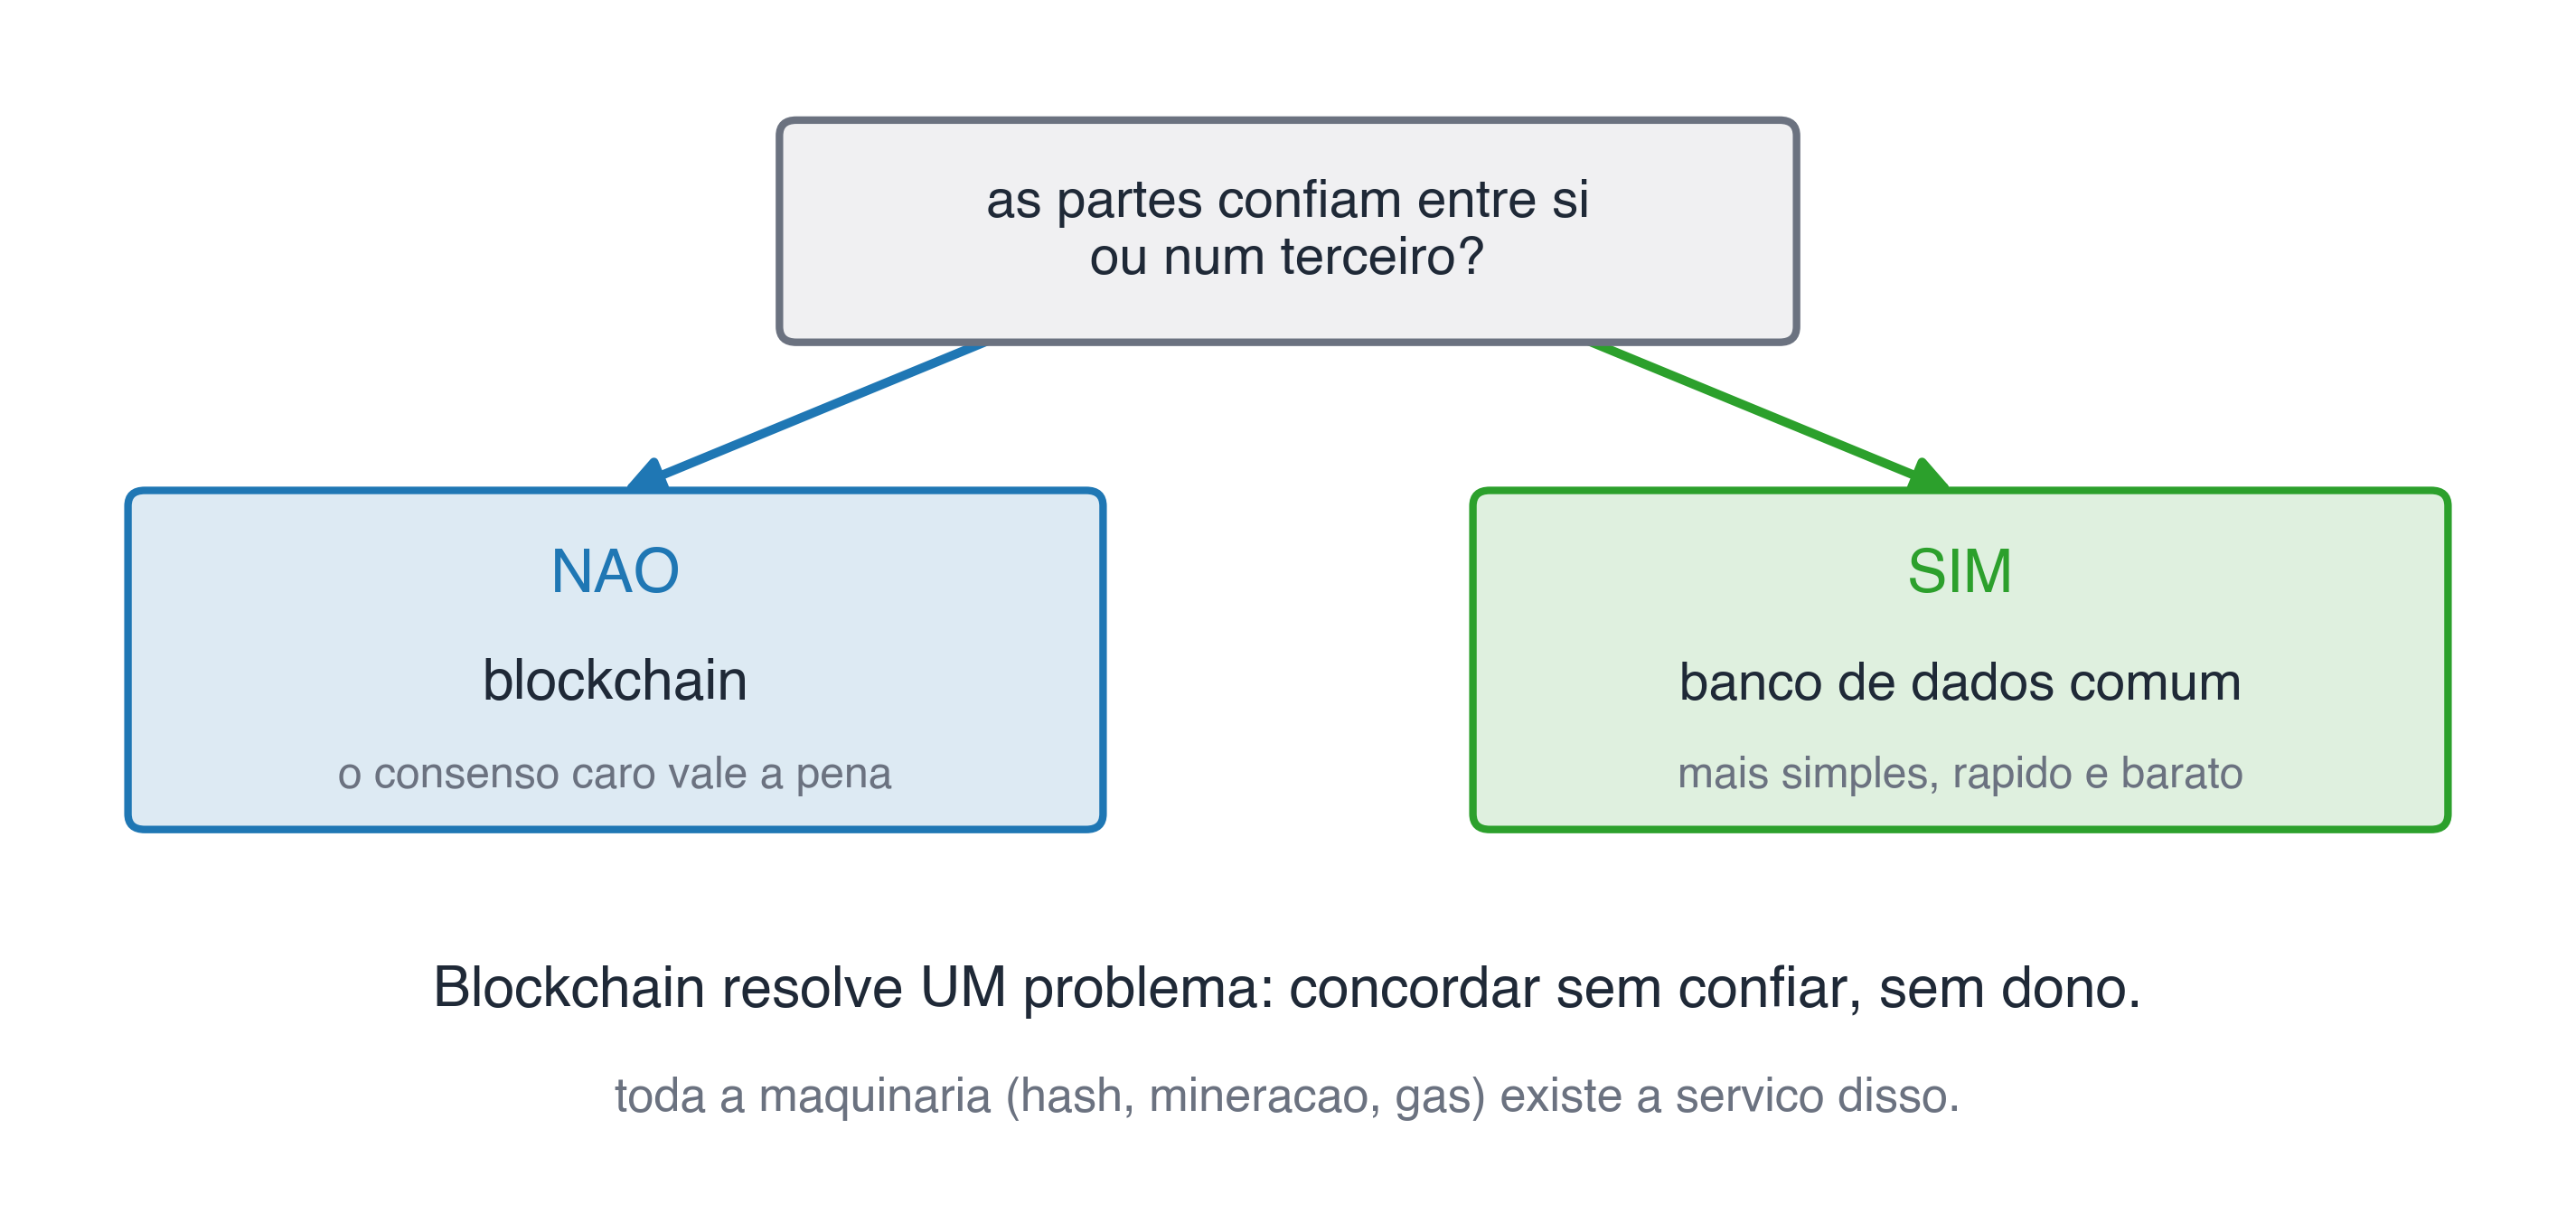 as partes confiam entre si
ou num terceiro?
NAO
blockchain
o consenso caro vale a pena
SIM
banco de dados comum
mais simples, rapido e barato
Blockchain resolve UM problema: concordar sem confiar, sem dono.
toda a maquinaria (hash, mineracao, gas) existe a servico disso.